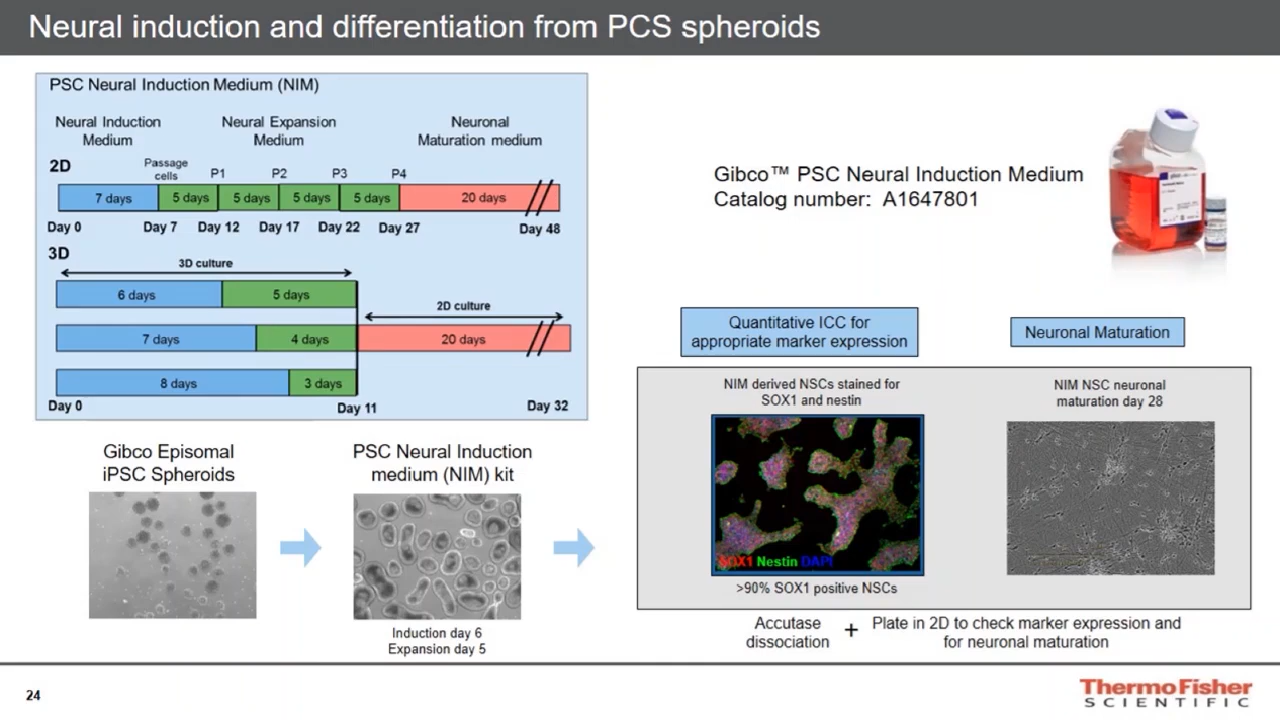 Neural induction and differentiation from PCS spheroids
PSC Neural Induction Medium (NIM)
Neural Induction
Medium
Neural Expansion
Medium
Neuronal
Maturation medium
2D
Passage
cells
P1
P2
P3
P4
7 days
5 days
5 days
5 days
5 days
20 days
Day 0
Day 7
Day 12
Day 17
Day 22
Day 27
Day 48
3D
3D culture
6 days
5 days
2D culture
7 days
4 days
20 days
8 days
3 days
Day 0
Day 11
Day 32
Gibco™ PSC Neural Induction Medium
Catalog number: A1647801
Quantitative ICC for
appropriate marker expression
Neuronal Maturation
NIM derived NSCs stained for
SOX1 and nestin
NIM NSC neuronal
maturation day 28
SOX1 Nestin DAPI
>90% SOX1 positive NSCs
Gibco Episomal
iPSC Spheroids
PSC Neural Induction
medium (NIM) kit
Induction day 6
Expansion day 5
Accutase
dissociation
+
Plate in 2D to check marker expression and
for neuronal maturation
24
ThermoFisher
SCIENTIFIC